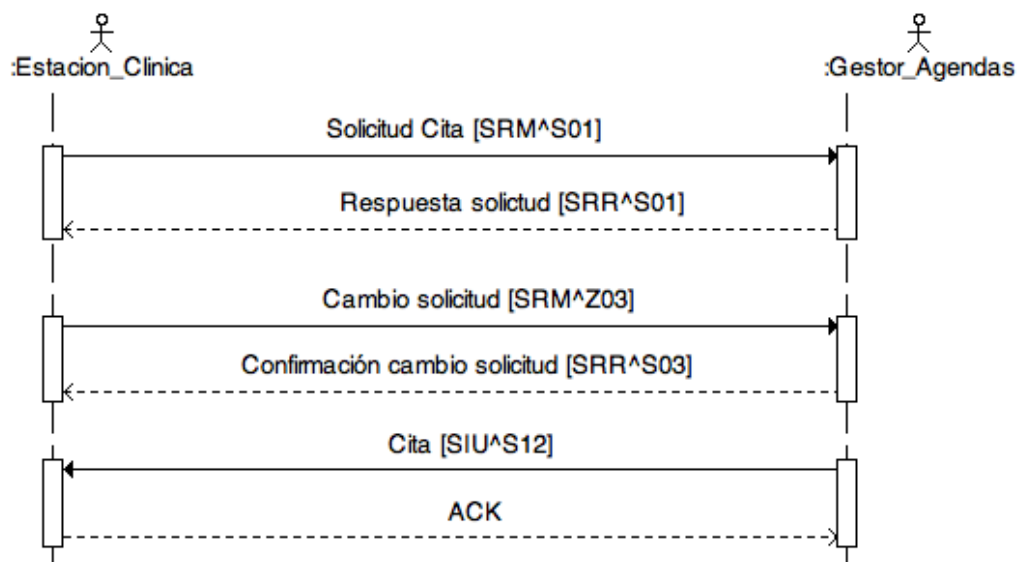 :Estacion_Clinica
:Gestor_Agendas
Solicitud Cita [SRM^S01]
Respuesta solictud [SRR^S01]
Cambio solicitud [SRM^Z03]
Confirmación cambio solicitud [SRR^S03]
Cita [SIU^S12]
ACK